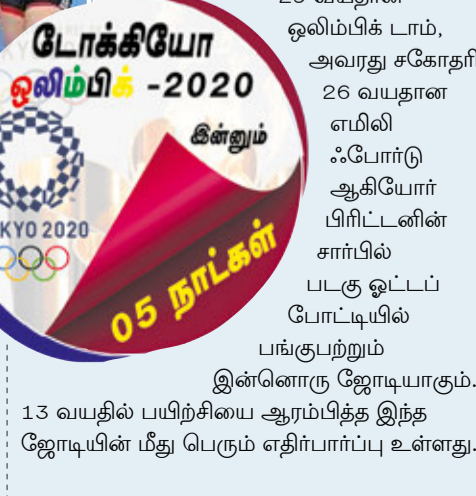 டோக்கியோ
ஒலிம்பிக் -2020
இன்னும்
05 நாட்கள்
KYO 2020
ஒலிம்பிக் டாம்,
அவரது சகோதரி
26 வயதான
எமிலி
ஃபோர்டு
ஆகியோர்
பிரிட்டனின்
சார்பில்
படகு ஓட்டப்
போட்டியில்
பங்குபற்றும்
இன்னொரு ஜோடியாகும்.
13 வயதில் பயிற்சியை ஆரம்பித்த இந்த
ஜோடியின் மீது பெரும் எதிர்பார்ப்பு உள்ளது.